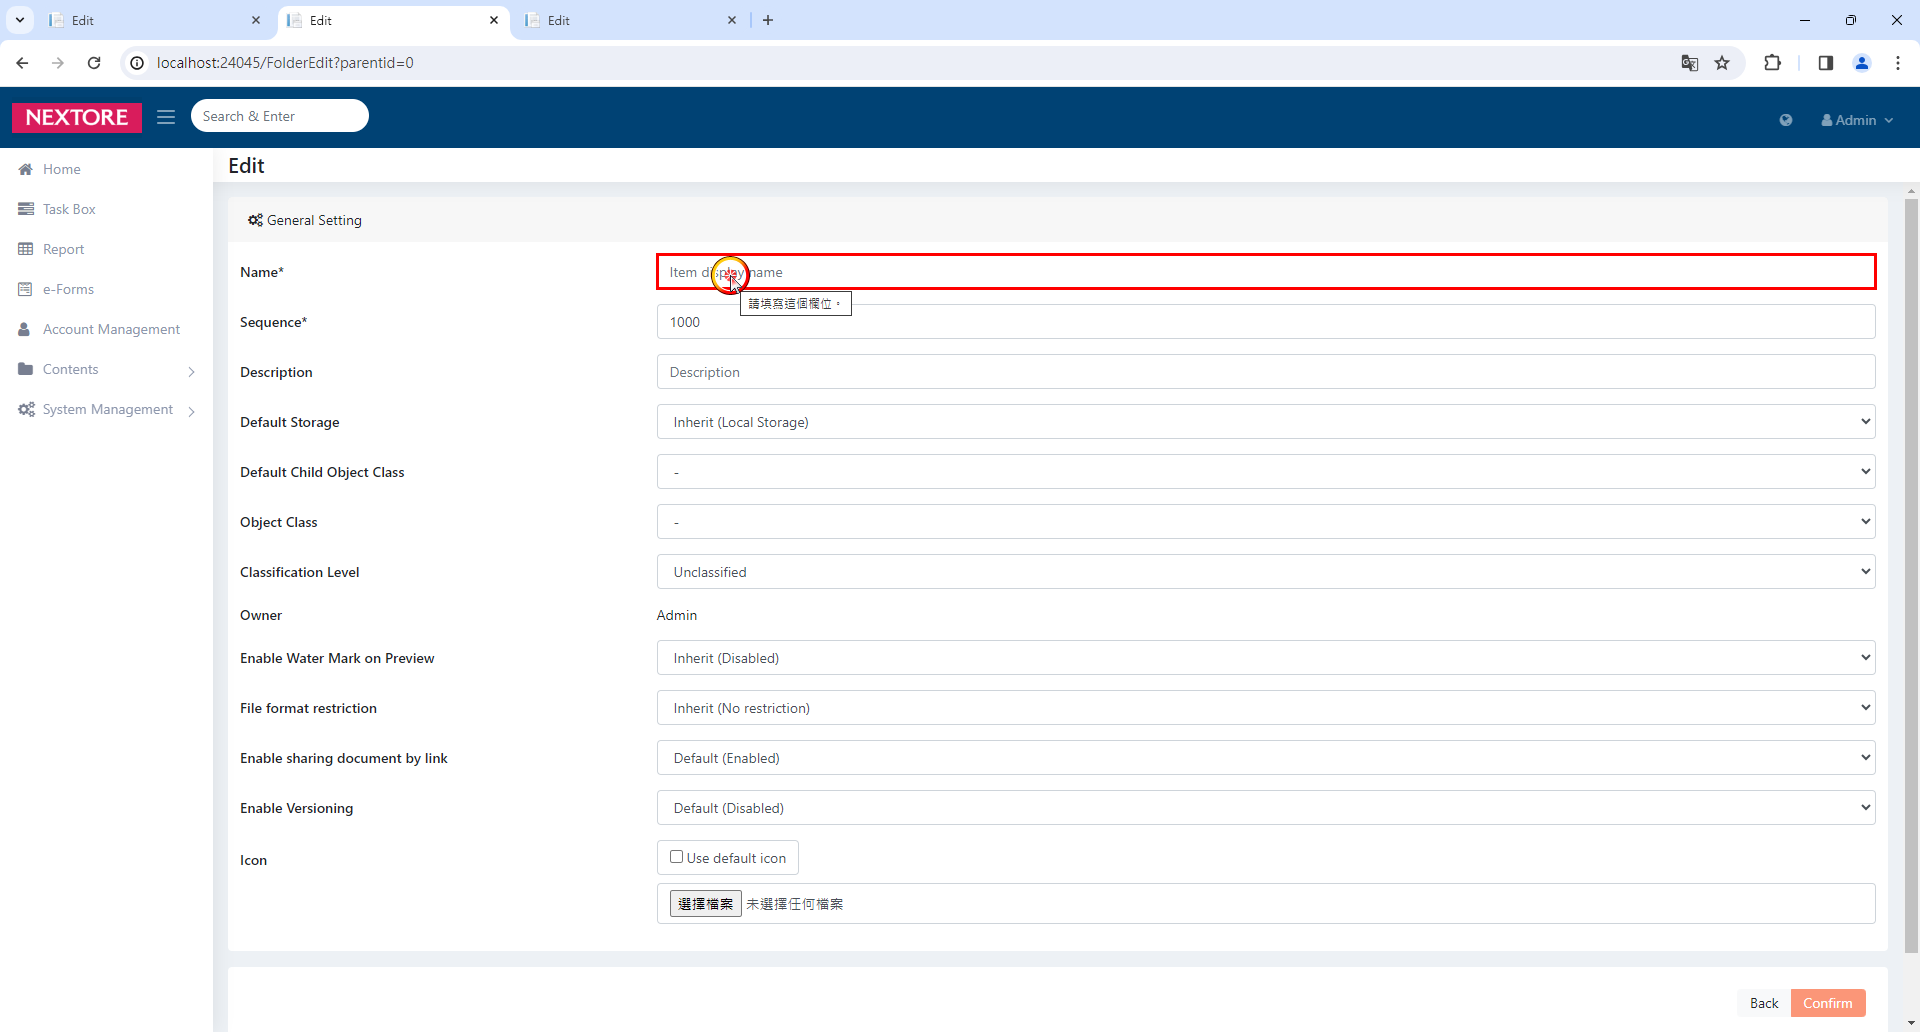 Edit
Edit
Edit
localhost:24045/FolderEdit?parentid=0
NEXTORE
Search & Enter
Admin
Home
Task Box
Report
e-Forms
Account Management
Contents
System Management
Edit
General Setting
Name*
Item display name
請填寫這個欄位。
Sequence*
1000
Description
Description
Default Storage
Inherit (Local Storage)
Default Child Object Class
-
Object Class
-
Classification Level
Unclassified
Owner
Admin
Enable Water Mark on Preview
Inherit (Disabled)
File format restriction
Inherit (No restriction)
Enable sharing document by link
Default (Enabled)
Enable Versioning
Default (Disabled)
Icon
Use default icon
選擇檔案 未選擇任何檔案
Back
Confirm